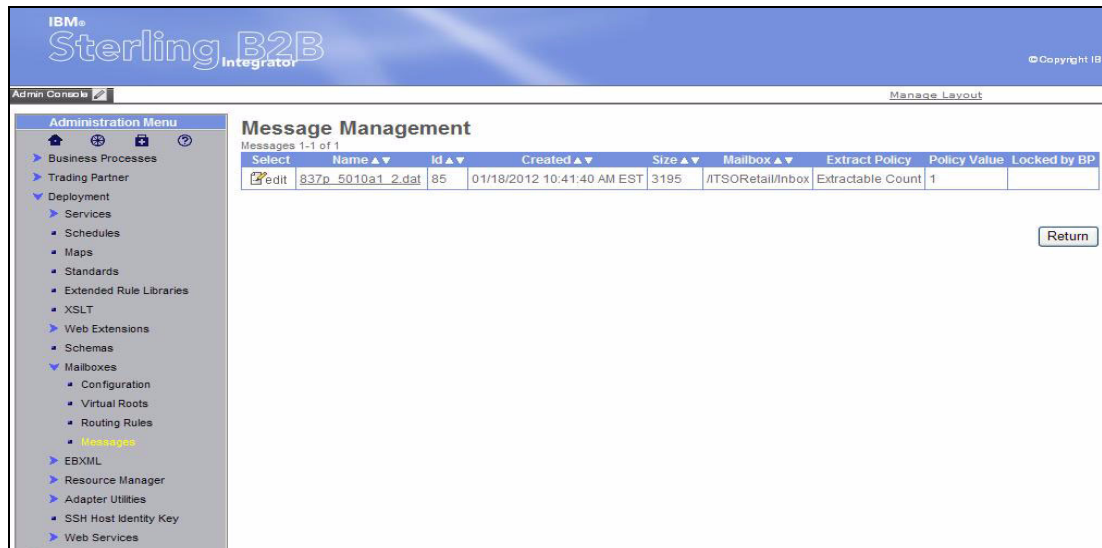 IBM®
Sterling B2B
Integrator
© Copyright IB
Admin Console
Manage Layout
Administration Menu
Business Processes
Trading Partner
Deployment
Services
Schedules
Maps
Standards
Extended Rule Libraries
XSLT
Web Extensions
Schemas
Mailboxes
Configuration
Virtual Roots
Routing Rules
Messages
EBXML
Resource Manager
Adapter Utilities
SSH Host Identity Key
Web Services
Message Management
Messages 1-1 of 1
Select Name ▲▼ Id ▲▼ Created ▲▼ Size ▲▼ Mailbox ▲▼ Extract Policy Policy Value Locked by BP
edit 837p_5010a1_2.dat 85 01/18/2012 10:41:40 AM EST 3195 /ITSORetail/Inbox Extractable Count 1
Return